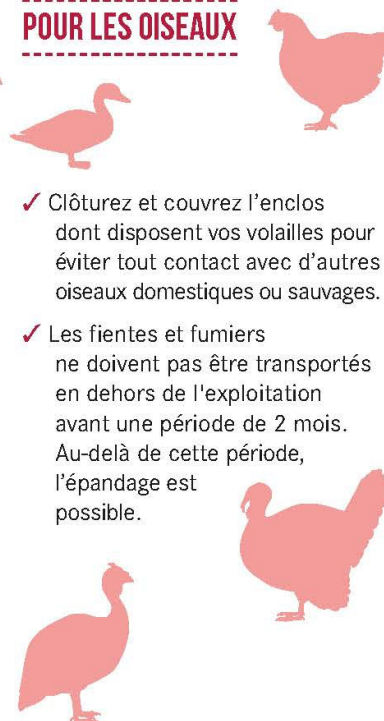 POUR LES OISEAUX
✓ Clôturez et couvrez l’enclos
dont disposent vos volailles pour
éviter tout contact avec d’autres
oiseaux domestiques ou sauvages.
✓ Les fientes et fumiers
ne doivent pas être transportés
en dehors de l'exploitation
avant une période de 2 mois.
Au-delà de cette période,
l’épandage est
possible.